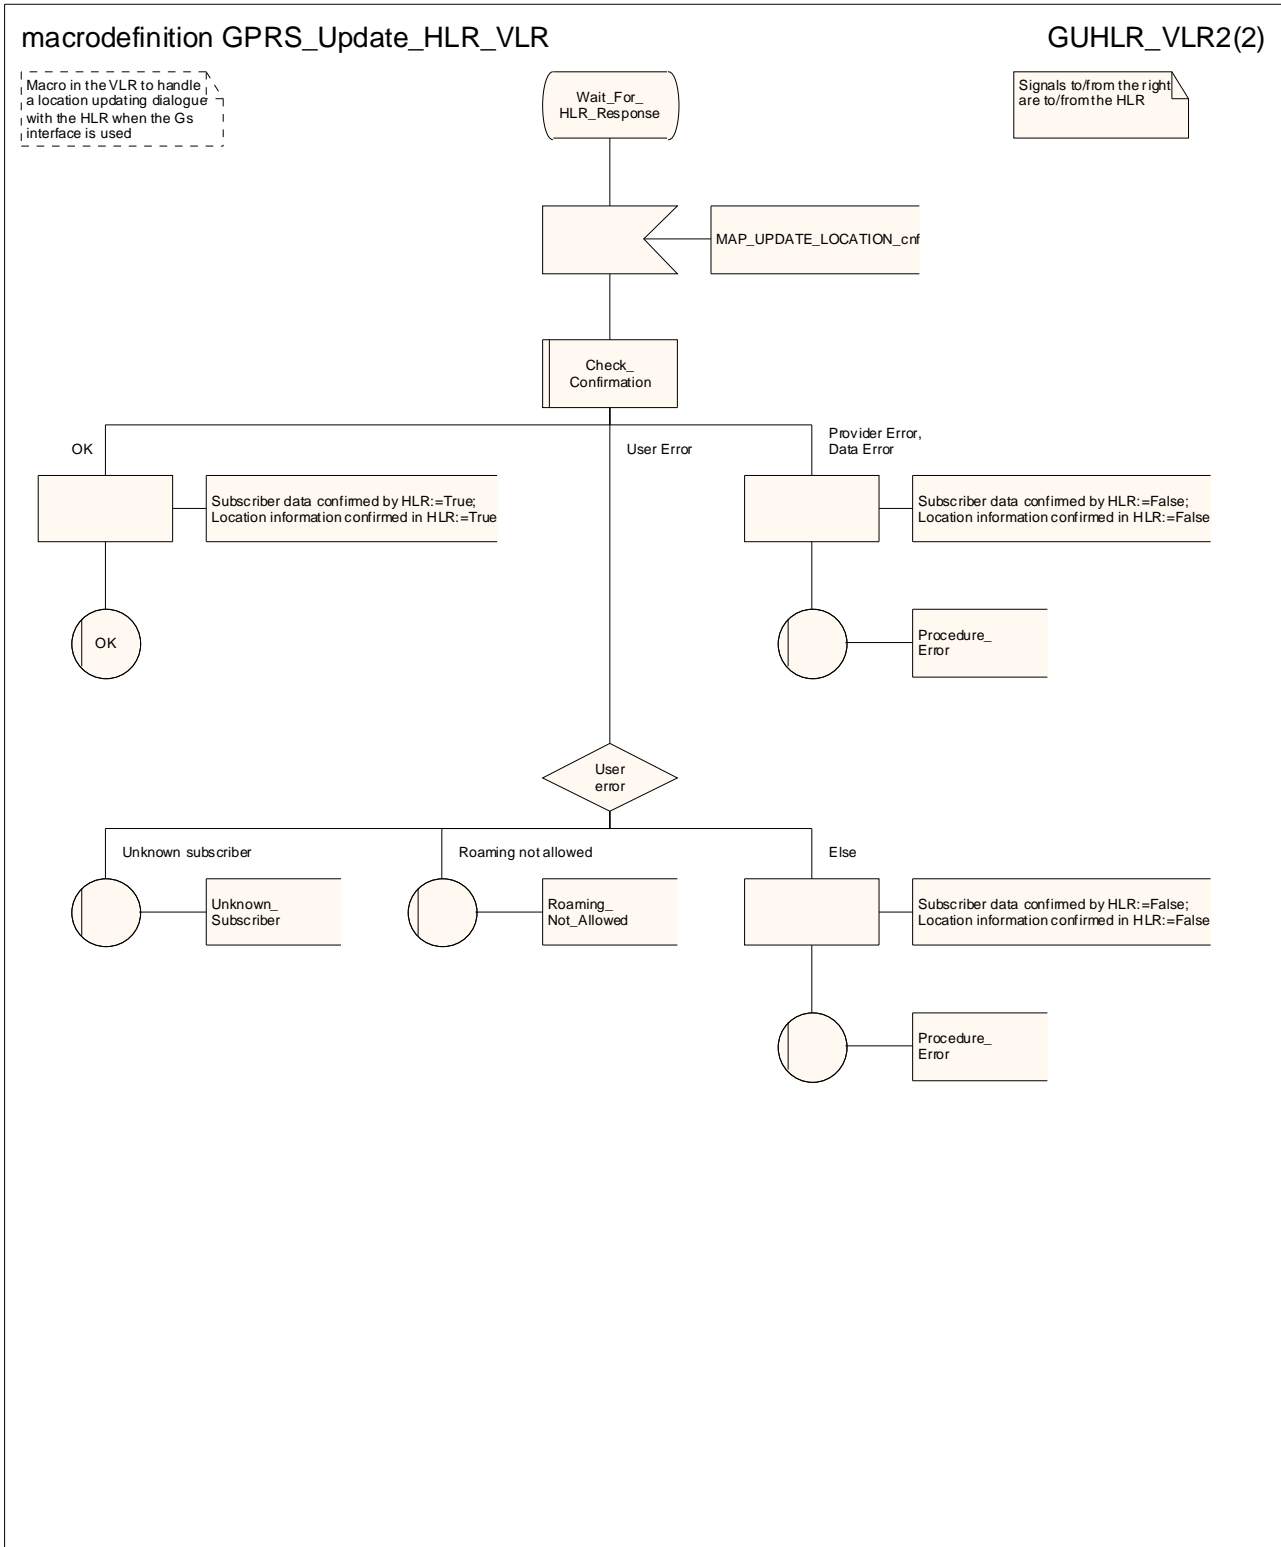 macrodefinition GPRS_Update_HLR_VLR
GUHLR_VLR2(2)
Macro in the VLR to handle
a location updating dialogue
with the HLR when the Gs
interface is used
Wait_For_
HLR_Response
Signals to/from the right
are to/from the HLR
MAP_UPDATE_LOCATION_cnf
Check_
Confirmation
OK
User Error
Provider Error,
Data Error
Subscriber data confirmed by HLR:=True;
Location information confirmed in HLR:=True
Subscriber data confirmed by HLR:=False;
Location information confirmed in HLR:=False
OK
Procedure_
Error
User
error
Unknown subscriber
Roaming not allowed
Else
Unknown_
Subscriber
Roaming_
Not_Allowed
Subscriber data confirmed by HLR:=False;
Location information confirmed in HLR:=False
Procedure_
Error